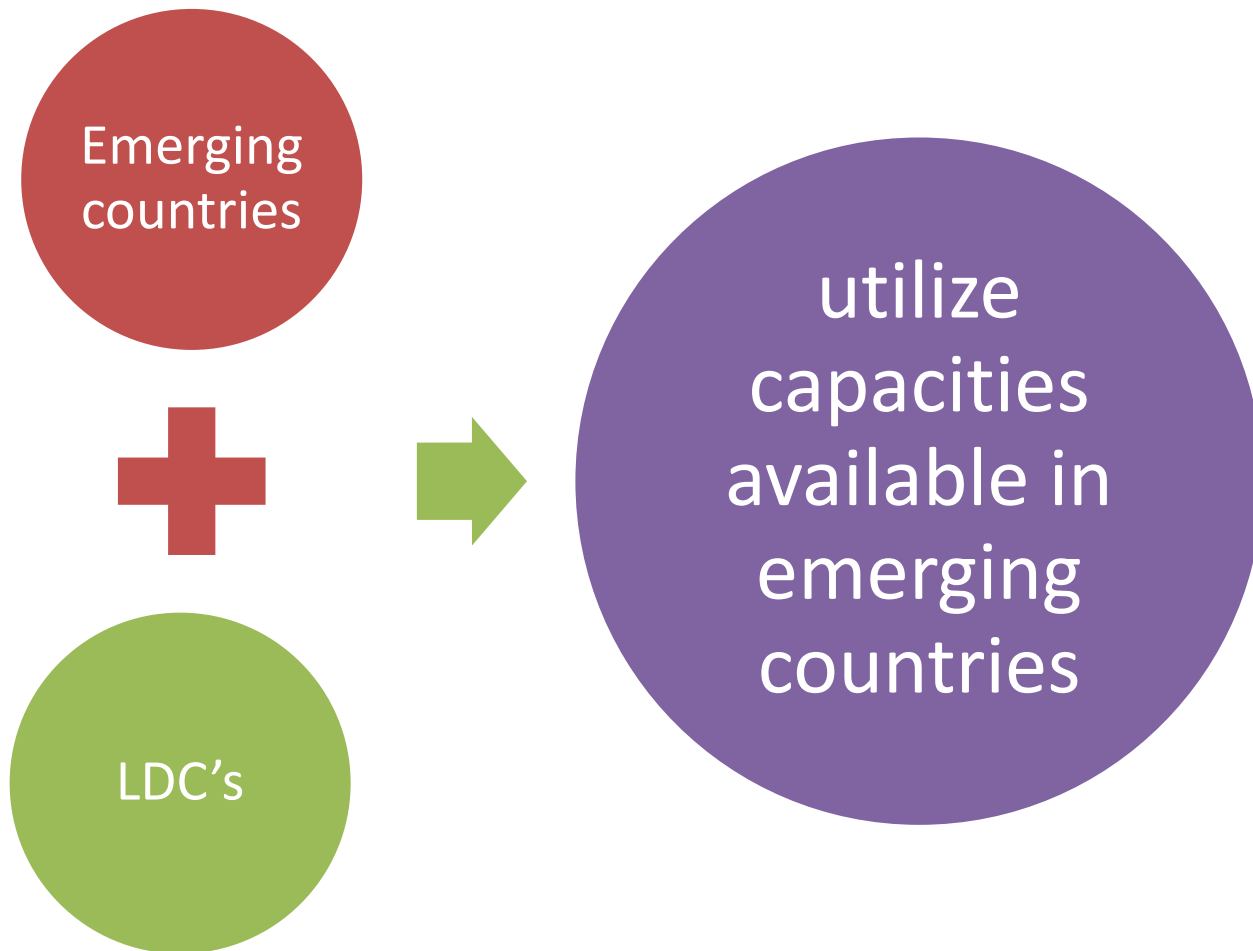 Emerging
countries
LDC’s
utilize
capacities
available in
emerging
countries